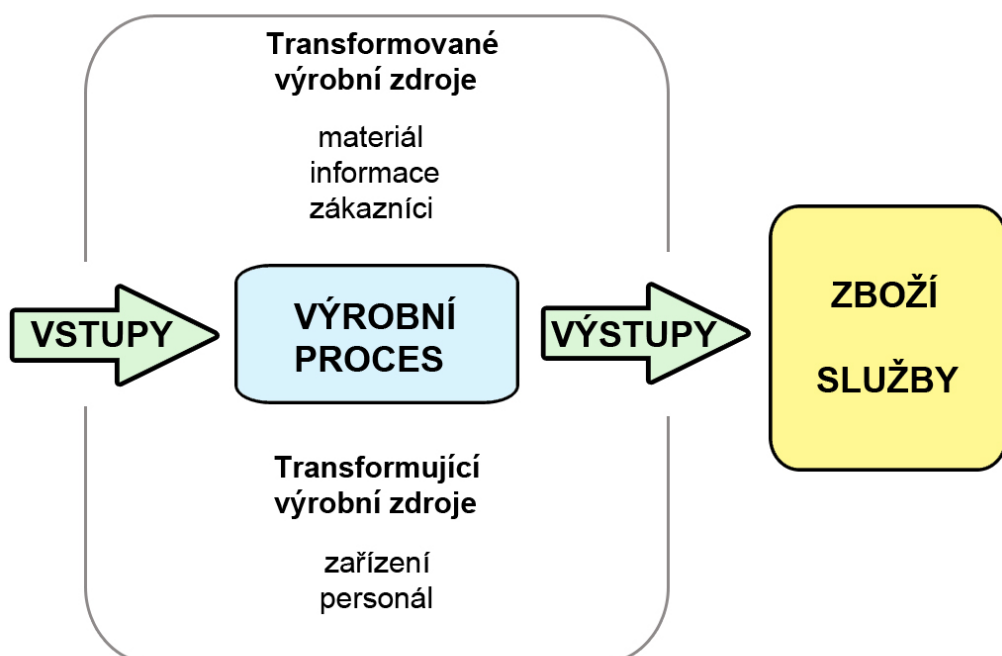 Transformované
výrobní zdroje
materiál
informace
zákazníci
VSTUPY
VÝROBNÍ
PROCES
VÝSTUPY
ZBOŽÍ
SLUŽBY
Transformující
výrobní zdroje
zařízení
personál